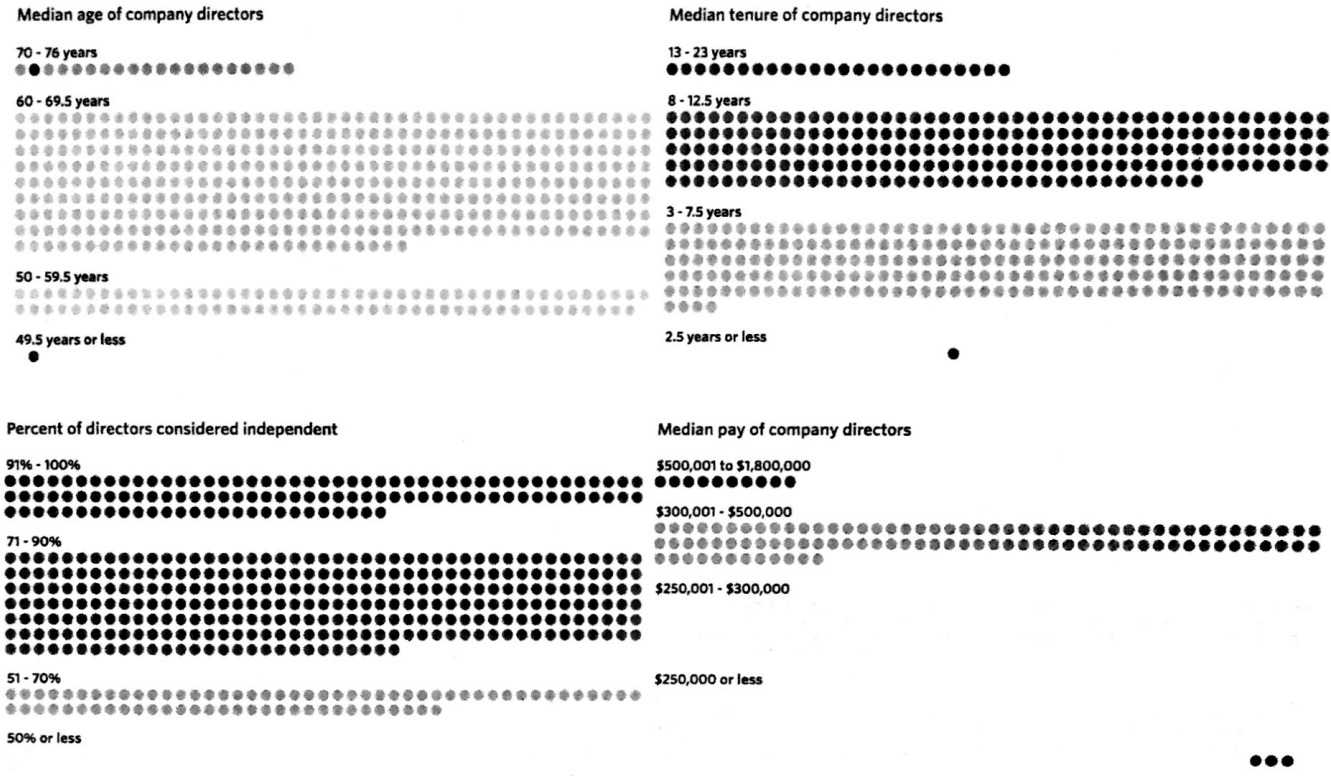 Median age of company directors
70 - 76 years
60 - 69.5 years
50 - 59.5 years
49.5 years or less
Median tenure of company directors
13 - 23 years
8 - 12.5 years
3 - 7.5 years
2.5 years or less
Percent of directors considered independent
91% - 100%
71 - 90%
51 - 70%
50% or less
Median pay of company directors
$500,001 to $1,800,000
$300,001 - $500,000
$250,001 - $300,000
$250,000 or less